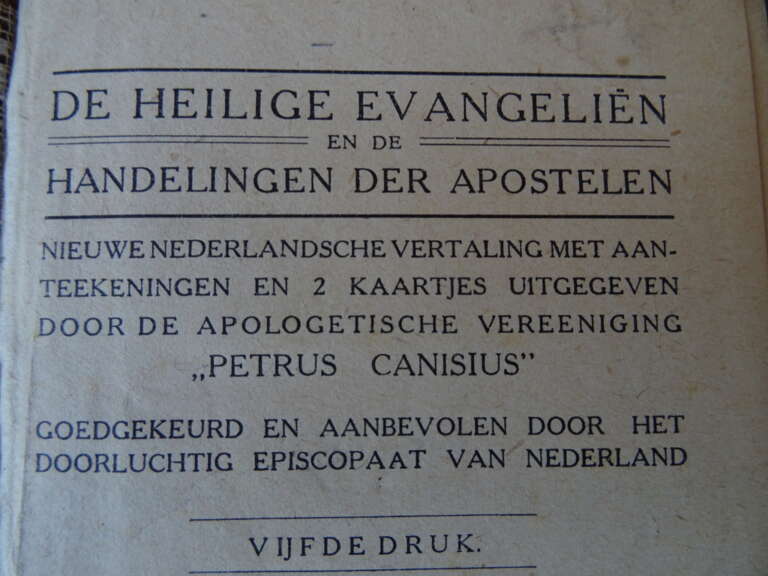 DE HEILIGE EVANGELIËN
EN DE
HANDELINGEN DER APOSTELEN
NIEUWE NEDERLANDSCHE VERTALING MET AAN-
TEEKENINGEN EN 2 KAARTJES UITGEGEVEN
DOOR DE APOLOGETISCHE VEREENIGING
„PETRUS CANISIUS”
GOEDGEKEURD EN AANBEVOLEN DOOR HET
DOORLUCHTIG EPISCOPAAT VAN NEDERLAND
VIJFDE DRUK.